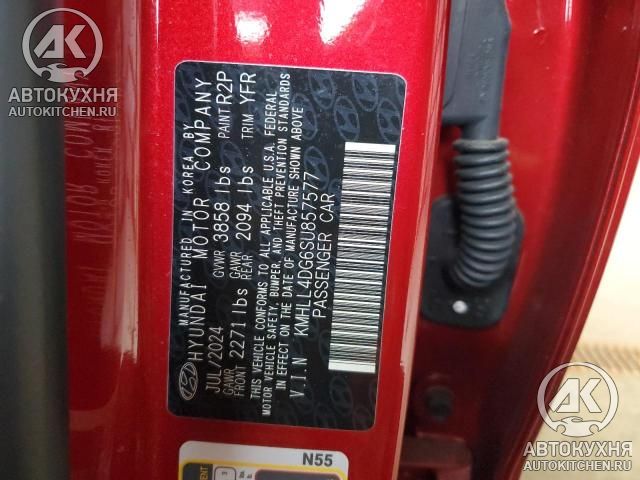 АВТОКУХНЯ
AUTOKITCHEN.RU
MANUFACTURED IN KOREA BY
HYUNDAI MOTOR COMPANY
JUL/2024 GVWR 3858 lbs PAINT R2P
GAWR FRONT 2271 lbs GAWR REAR 2094 lbs TRIM YFR
THIS VEHICLE CONFORMS TO ALL APPLICABLE U.S.A. FEDERAL
MOTOR VEHICLE SAFETY, BUMPER, AND THEFT PREVENTION STANDARDS
IN EFFECT ON THE DATE OF MANUFACTURE SHOWN ABOVE
V.I.N KMHLL4DG6SU857577
PASSENGER CAR
N55
3
АВТОКУХНЯ
AUTOKITCHEN.RU